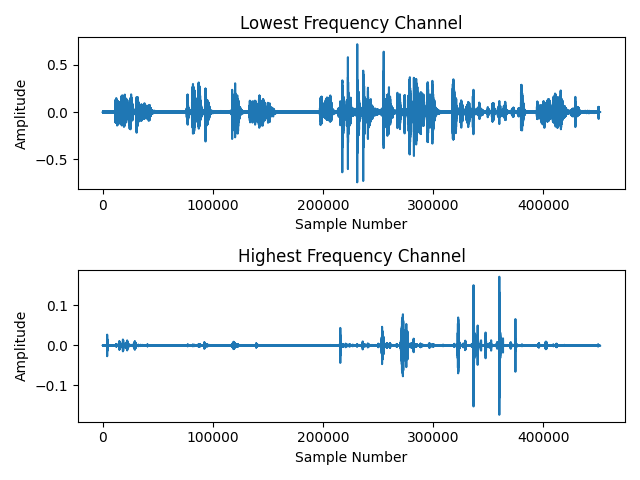 Lowest Frequency Channel
Amplitude
0.5
0.0
−0.5
0 100000 200000 300000 400000
Sample Number
Highest Frequency Channel
Amplitude
0.1
0.0
−0.1
0 100000 200000 300000 400000
Sample Number